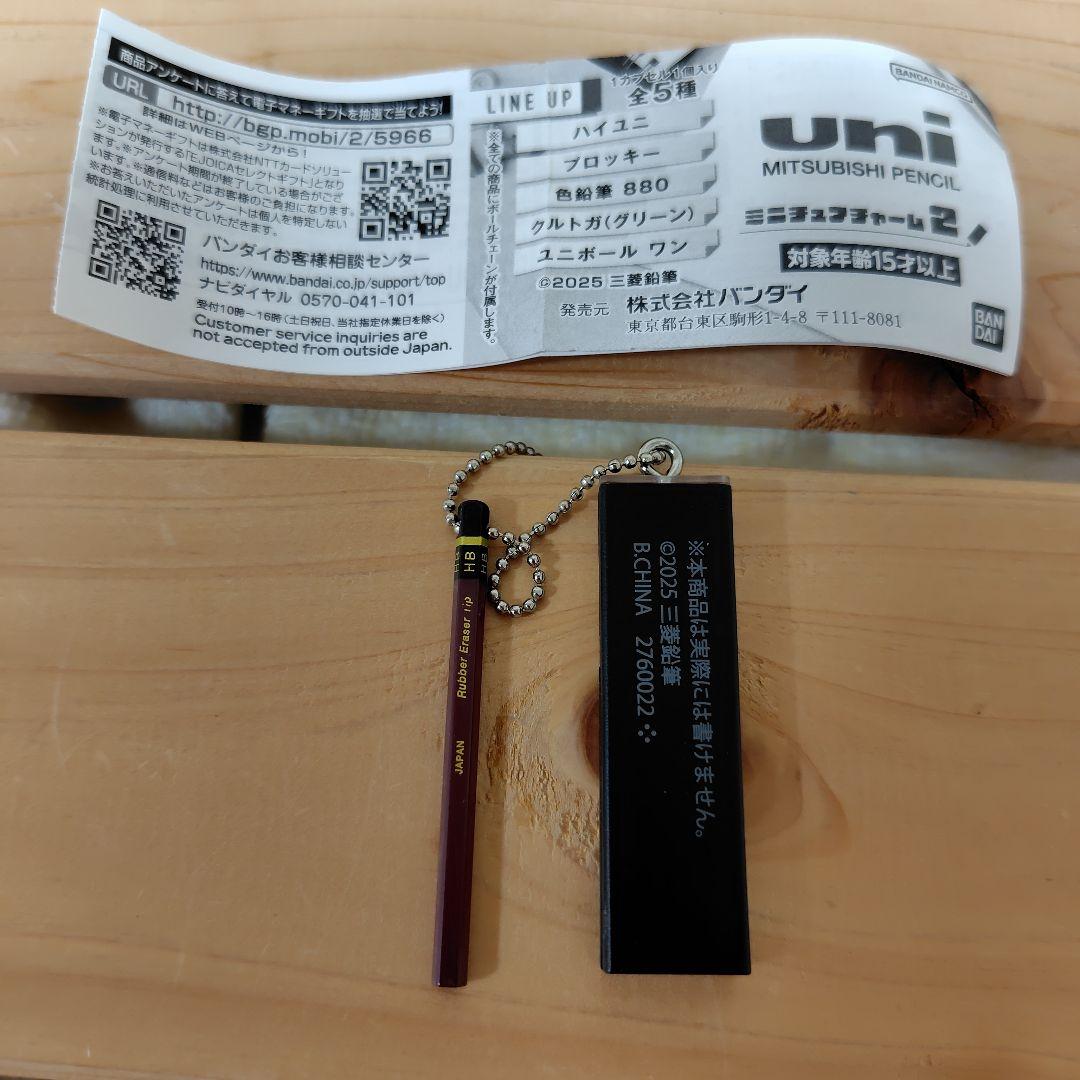 商品アンケートに答えて電子マネーギフトを抽選で当てよう!
URL http://bgp.mobi/2/5966
詳細はWEBページから!
※電子マネーギフトは株式会社NTTカードソリュー
ションが発行する「EJOICAセレクトギフト」となり
ます。※アンケート期間が終了している場合がござ
います。※通信料などはお客様のご負担になります。
※お答えいただいたアンケートは個人を特定しない
統計処理に利用させていただきます。
バンダイお客様相談センター
https://www.bandai.co.jp/support/top
ナビダイヤル 0570-041-101
受付10時～16時(土日祝日、当社指定休業日を除く)
Customer service inquiries are
not accepted from outside Japan.
※全ての商品にボールチェーンが付属します。
LINE UP
1カプセル1個入り
全5種
ハイユニ
ブロッキー
色鉛筆 880
クルトガ(グリーン)
ユニボール ワン
©2025 三菱鉛筆
発売元 株式会社バンダイ
東京都台東区駒形1-4-8 〒111-8081
BANDAI NAMCO
uni
MITSUBISHI PENCIL
ミニチュアチャーム2
対象年齢15才以上
BAN
DAI
HB HB HB
Rubber Eraser tip
JAPAN
※本商品は実際には書けません。
©2025 三菱鉛筆
B.CHINA 2760022